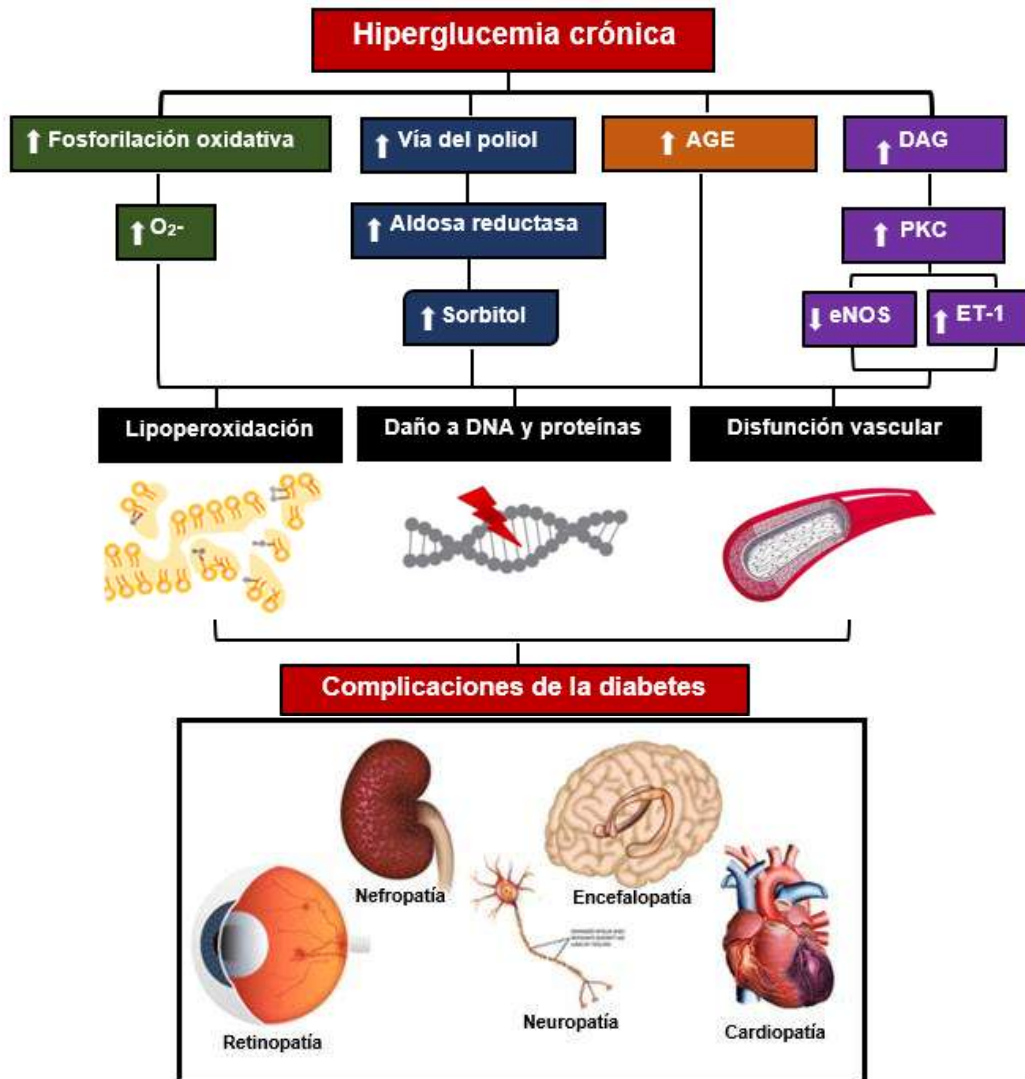 Hiperglucemia crónica
Fosforilación oxidativa
Vía del poliol
AGE
DAG
O₂-
Aldosa reductasa
PKC
Sorbitol
eNOS
ET-1
Lipoperoxidación
Daño a DNA y proteínas
Disfunción vascular
Complicaciones de la diabetes
Nefropatía
Encefalopatía
Retinopatía
Neuropatía
Cardiopatía